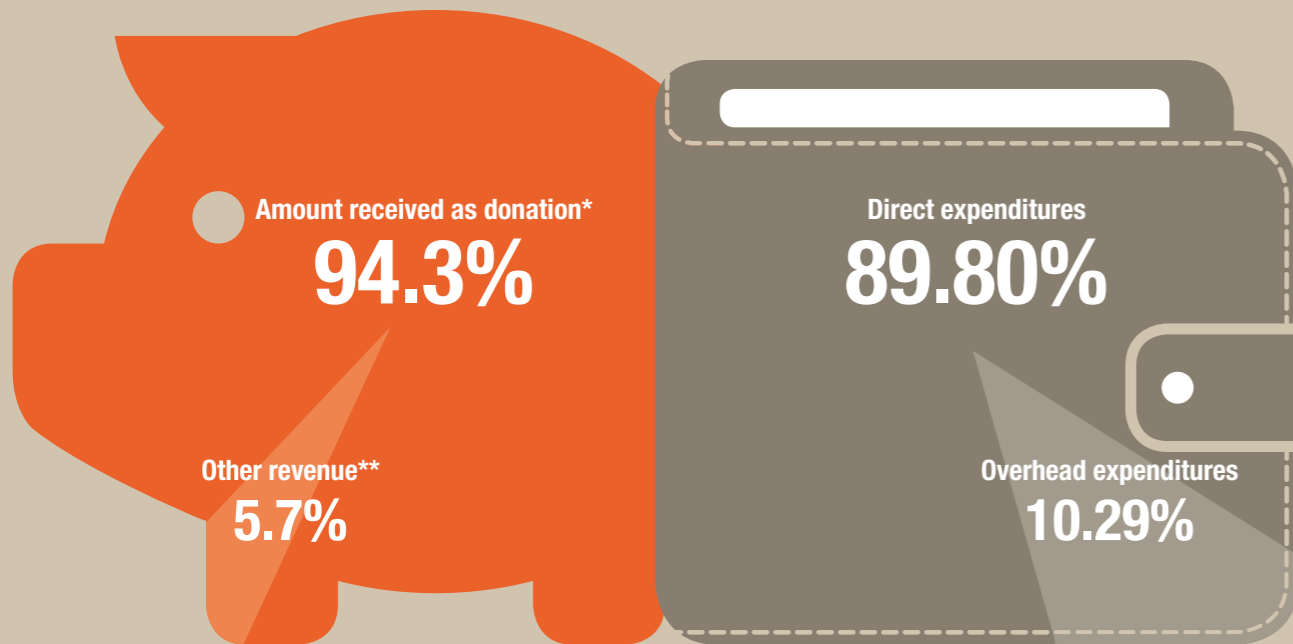 Amount received as donation*
94.3%
Other revenue**
5.7%
Direct expenditures
89.80%
Overhead expenditures
10.29%